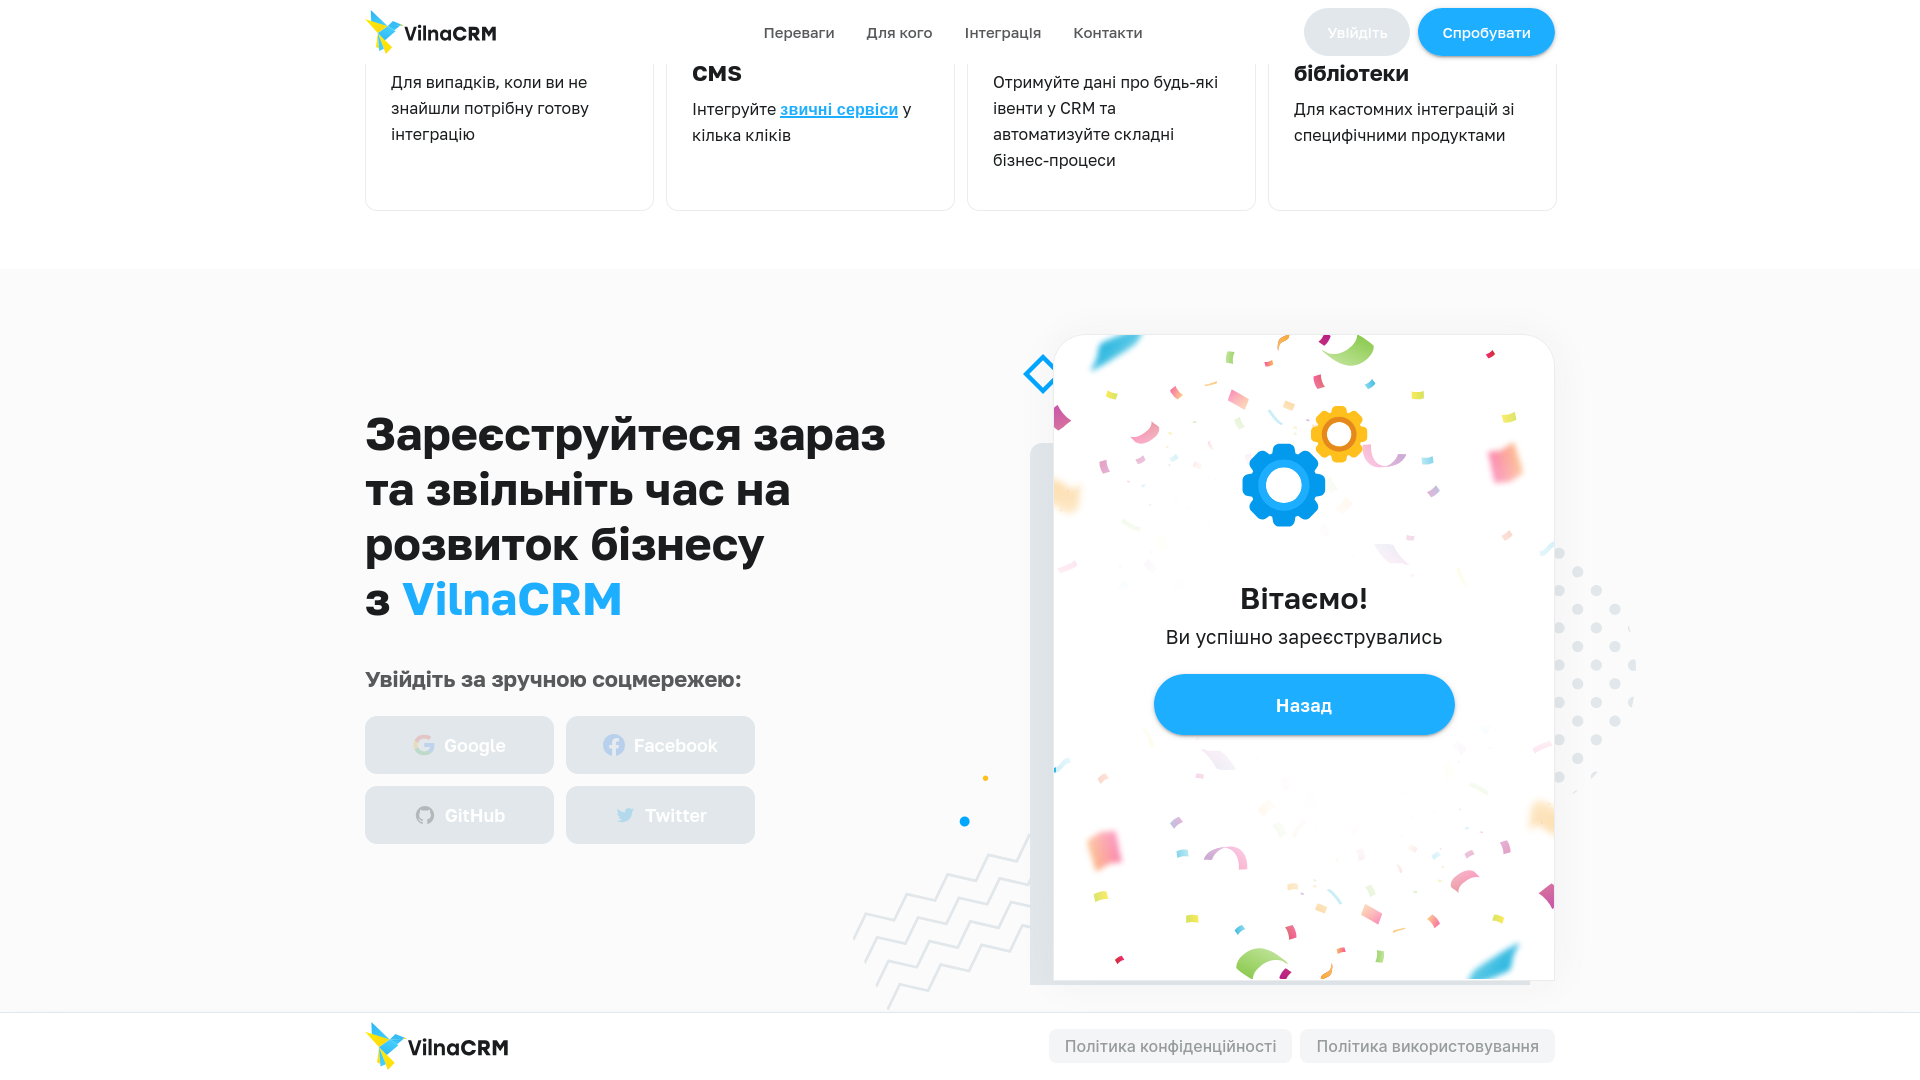 VilnaCRM
Переваги
Для кого
Інтеграція
Контакти
Увійдіть
Спробувати
Для випадків, коли ви не
знайшли потрібну готову
інтеграцію
CMS
Інтегруйте звичні сервіси у
кілька кліків
Отримуйте дані про будь-які
івенти у CRM та
автоматизуйте складні
бізнес-процеси
бібліотеки
Для кастомних інтеграцій зі
специфічними продуктами
Зареєструйтеся зараз
та звільніть час на
розвиток бізнесу
з VilnaCRM
Увійдіть за зручною соцмережею:
Google
Facebook
GitHub
Twitter
Вітаємо!
Ви успішно зареєструвались
Назад
VilnaCRM
Політика конфіденційності
Політика використовування